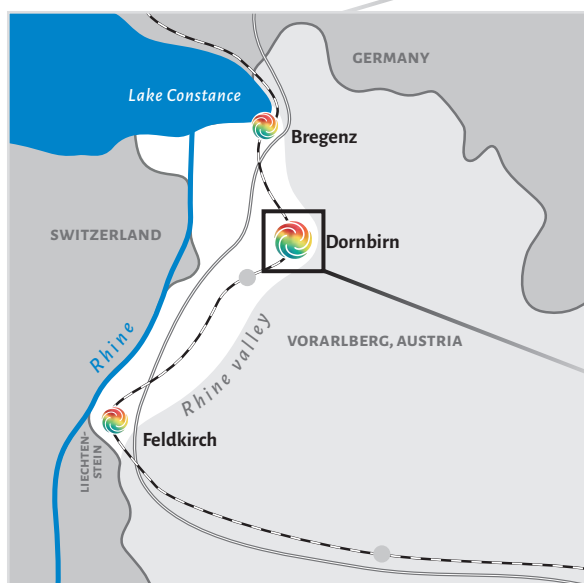 GERMANY
Lake Constance
Bregenz
SWITZERLAND
Dornbirn
Rhine
Rhine valley
VORARLBERG, AUSTRIA
LIECHTEN-
STEIN
Feldkirch